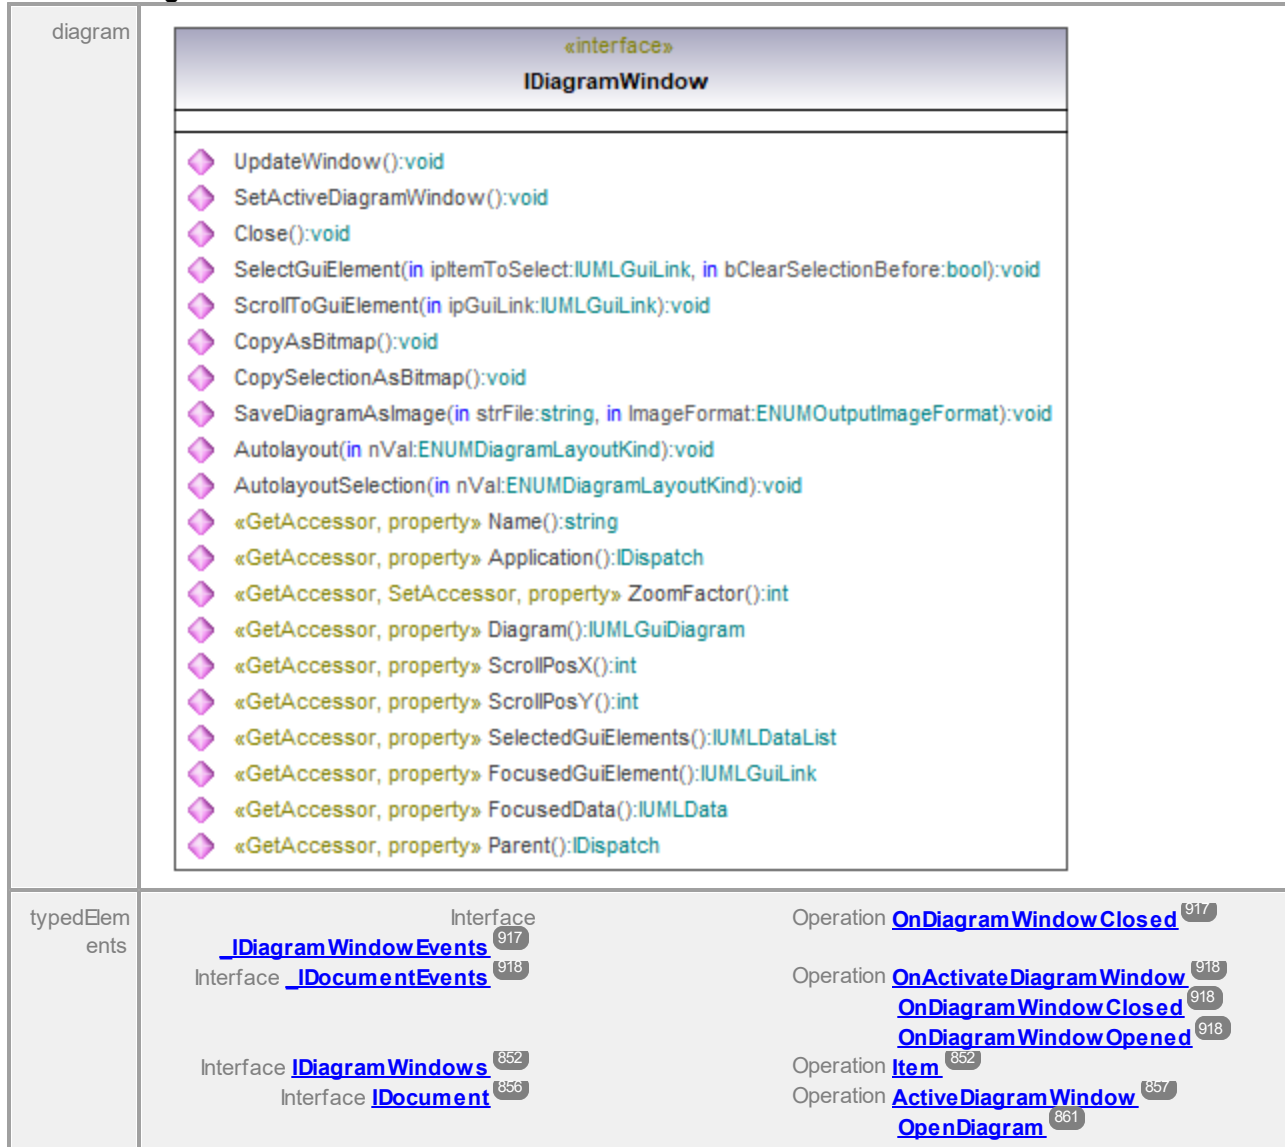 diagram
«interface»
IDiagramWindow
UpdateWindow():void
SetActiveDiagramWindow():void
Close():void
SelectGuiElement(in ipItemToSelect:IUMLGuiLink, in bClearSelectionBefore:bool):void
ScrollToGuiElement(in ipGuiLink:IUMLGuiLink):void
CopyAsBitmap():void
CopySelectionAsBitmap():void
SaveDiagramAsImage(in strFile:string, in ImageFormat:ENUMOutputImageFormat):void
Autolayout(in nVal:ENUMDiagramLayoutKind):void
AutolayoutSelection(in nVal:ENUMDiagramLayoutKind):void
«GetAccessor, property» Name():string
«GetAccessor, property» Application():IDispatch
«GetAccessor, SetAccessor, property» ZoomFactor():int
«GetAccessor, property» Diagram():IUMLGuiDiagram
«GetAccessor, property» ScrollPosX():int
«GetAccessor, property» ScrollPosY():int
«GetAccessor, property» SelectedGuiElements():IUMLDataList
«GetAccessor, property» FocusedGuiElement():IUMLGuiLink
«GetAccessor, property» FocusedData():IUMLData
«GetAccessor, property» Parent():IDispatch
typedElem
ents
Interface
_IDiagramWindowEvents 917
Operation OnDiagramWindowClosed 917
Interface _IDocumentEvents 918
Operation OnActivateDiagramWindow 918
OnDiagramWindowClosed 918
OnDiagramWindowOpened 918
Interface IDiagramWindows 852
Operation Item 852
Interface IDocument 856
Operation ActiveDiagramWindow 857
OpenDiagram 861